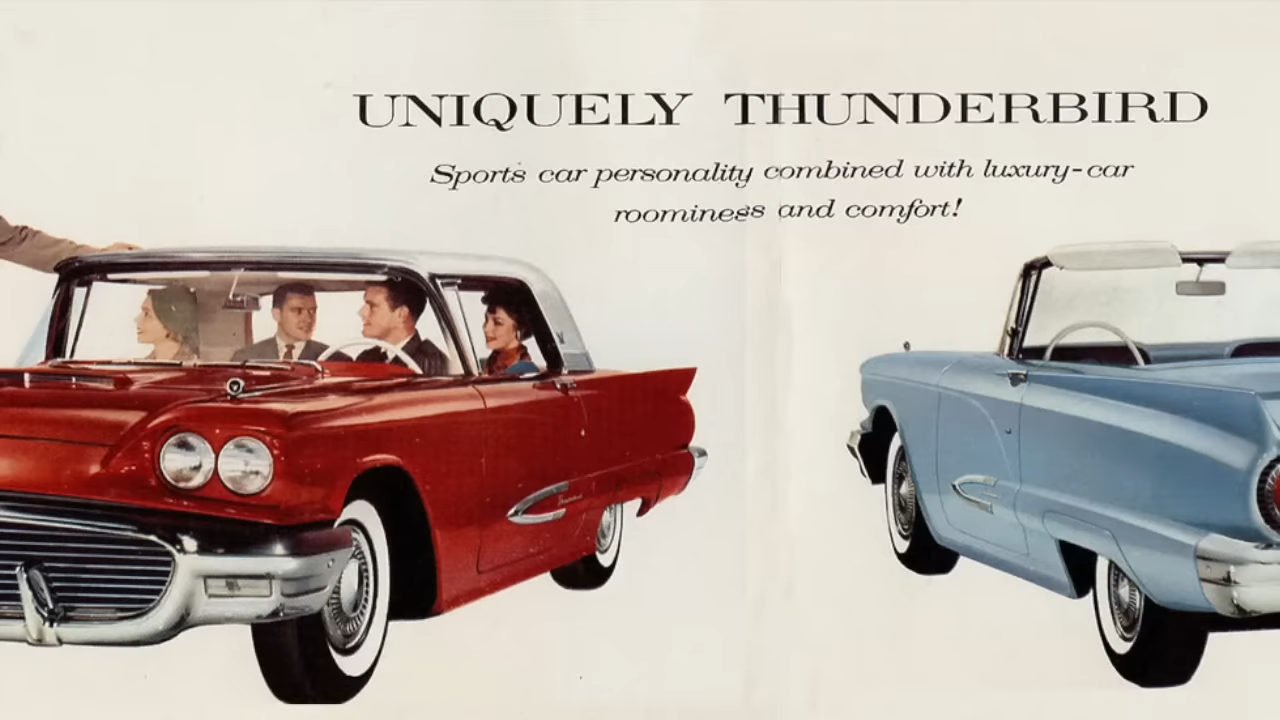 UNIQUELY THUNDERBIRD
Sports car personality combined with luxury-car
roominess and comfort!